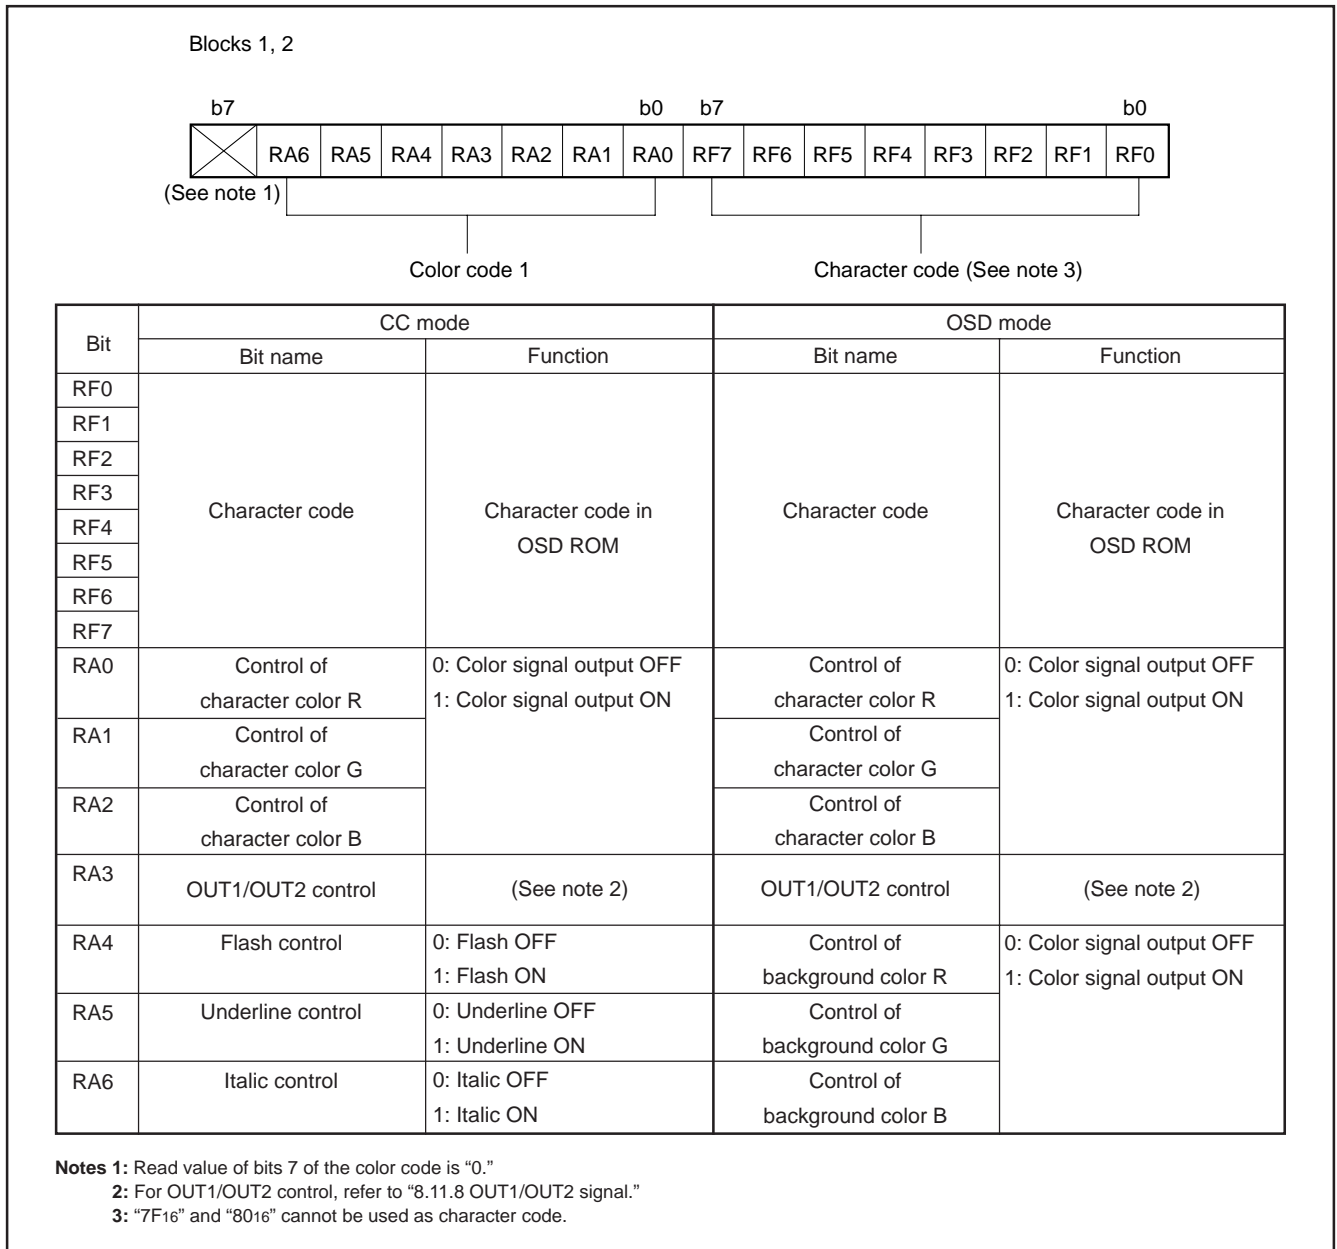 Blocks 1, 2
b7 b0 b7 b0
RA6 RA5 RA4 RA3 RA2 RA1 RA0 RF7 RF6 RF5 RF4 RF3 RF2 RF1 RF0
(See note 1)
Color code 1 Character code (See note 3)
Bit CC mode OSD mode
Bit name Function Bit name Function
RF0
RF1
RF2
RF3
RF4
RF5
RF6
RF7
Character code Character code in Character code Character code in
OSD ROM OSD ROM
RA0 Control of 0: Color signal output OFF Control of 0: Color signal output OFF
character color R 1: Color signal output ON character color R 1: Color signal output ON
RA1 Control of Control of
character color G character color G
RA2 Control of Control of
character color B character color B
RA3 OUT1/OUT2 control (See note 2) OUT1/OUT2 control (See note 2)
RA4 Flash control 0: Flash OFF Control of 0: Color signal output OFF
1: Flash ON background color R 1: Color signal output ON
RA5 Underline control 0: Underline OFF Control of
1: Underline ON background color G
RA6 Italic control 0: Italic OFF Control of
1: Italic ON background color B
Notes 1: Read value of bits 7 of the color code is “0.”
2: For OUT1/OUT2 control, refer to “8.11.8 OUT1/OUT2 signal.”
3: “7F16” and “8016” cannot be used as character code.